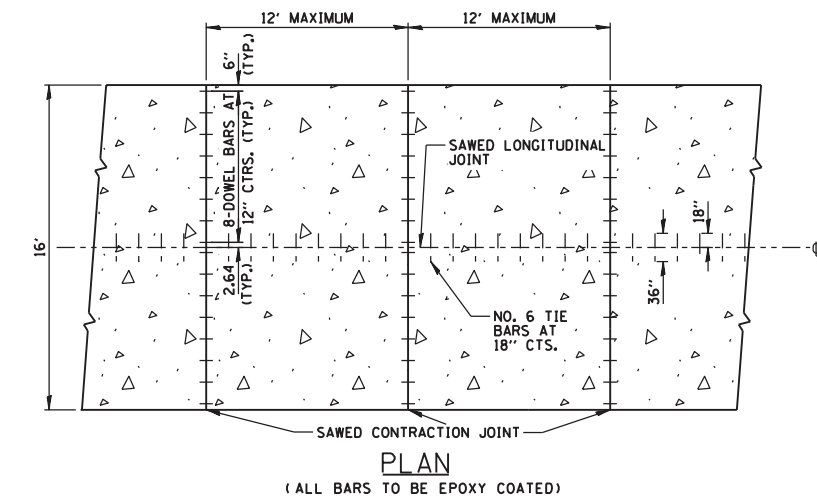 12' MAXIMUM
12' MAXIMUM
6"
(TYP.)
8-DOWEL BARS AT
12" CTRS. (TYP.)
SAWED LONGITUDINAL
JOINT
18"
16'
2.64
(TYP.)
36"
NO. 6 TIE
BARS AT
18" CTS.
SAWED CONTRACTION JOINT
PLAN
(ALL BARS TO BE EPOXY COATED)